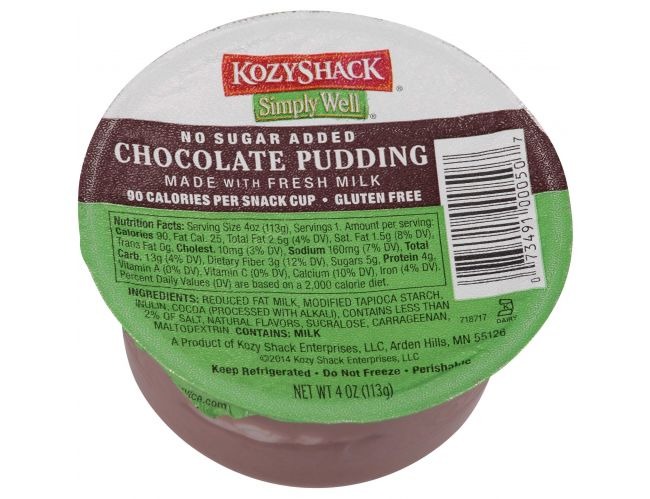 KOZYSHACK®
Simply Well®
NO SUGAR ADDED
CHOCOLATE PUDDING
MADE WITH FRESH MILK
90 CALORIES PER SNACK CUP • GLUTEN FREE
0 73491 00050 7
Nutrition Facts: Serving Size 4oz (113g), Servings 1. Amount per serving:
Calories 90, Fat Cal. 25, Total Fat 2.5g (4% DV), Sat. Fat 1.5g (8% DV),
Trans Fat 0g, Cholest. 10mg (3% DV), Sodium 160mg (7% DV), Total
Carb. 13g (4% DV), Dietary Fiber 3g (12% DV), Sugars 5g, Protein 4g,
Vitamin A (0% DV), Vitamin C (0% DV), Calcium (10% DV), Iron (4% DV).
Percent Daily Values (DV) are based on a 2,000 calorie diet.
INGREDIENTS: REDUCED FAT MILK, MODIFIED TAPIOCA STARCH,
INULIN, COCOA (PROCESSED WITH ALKALI), CONTAINS LESS THAN
2% OF SALT, NATURAL FLAVORS, SUCRALOSE, CARRAGEENAN,
MALTODEXTRIN. CONTAINS: MILK
718717
DAIRY
A Product of Kozy Shack Enterprises, LLC, Arden Hills, MN 55126
©2014 Kozy Shack Enterprises, LLC
Keep Refrigerated • Do Not Freeze • Perishable
NET WT 4 OZ (113g)
vice.com